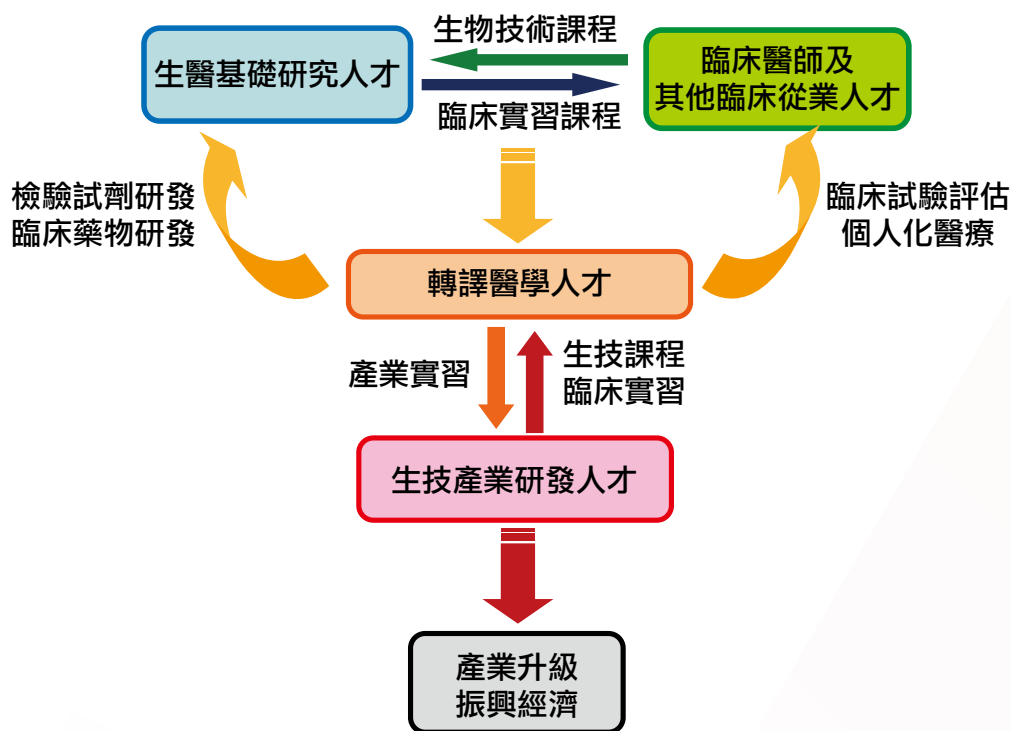 生物技術課程
生醫基礎研究人才
臨床醫師及
其他臨床從業人才
臨床實習課程
檢驗試劑研發
臨床藥物研發
臨床試驗評估
個人化醫療
轉譯醫學人才
產業實習
生技課程
臨床實習
生技產業研發人才
產業升級
振興經濟